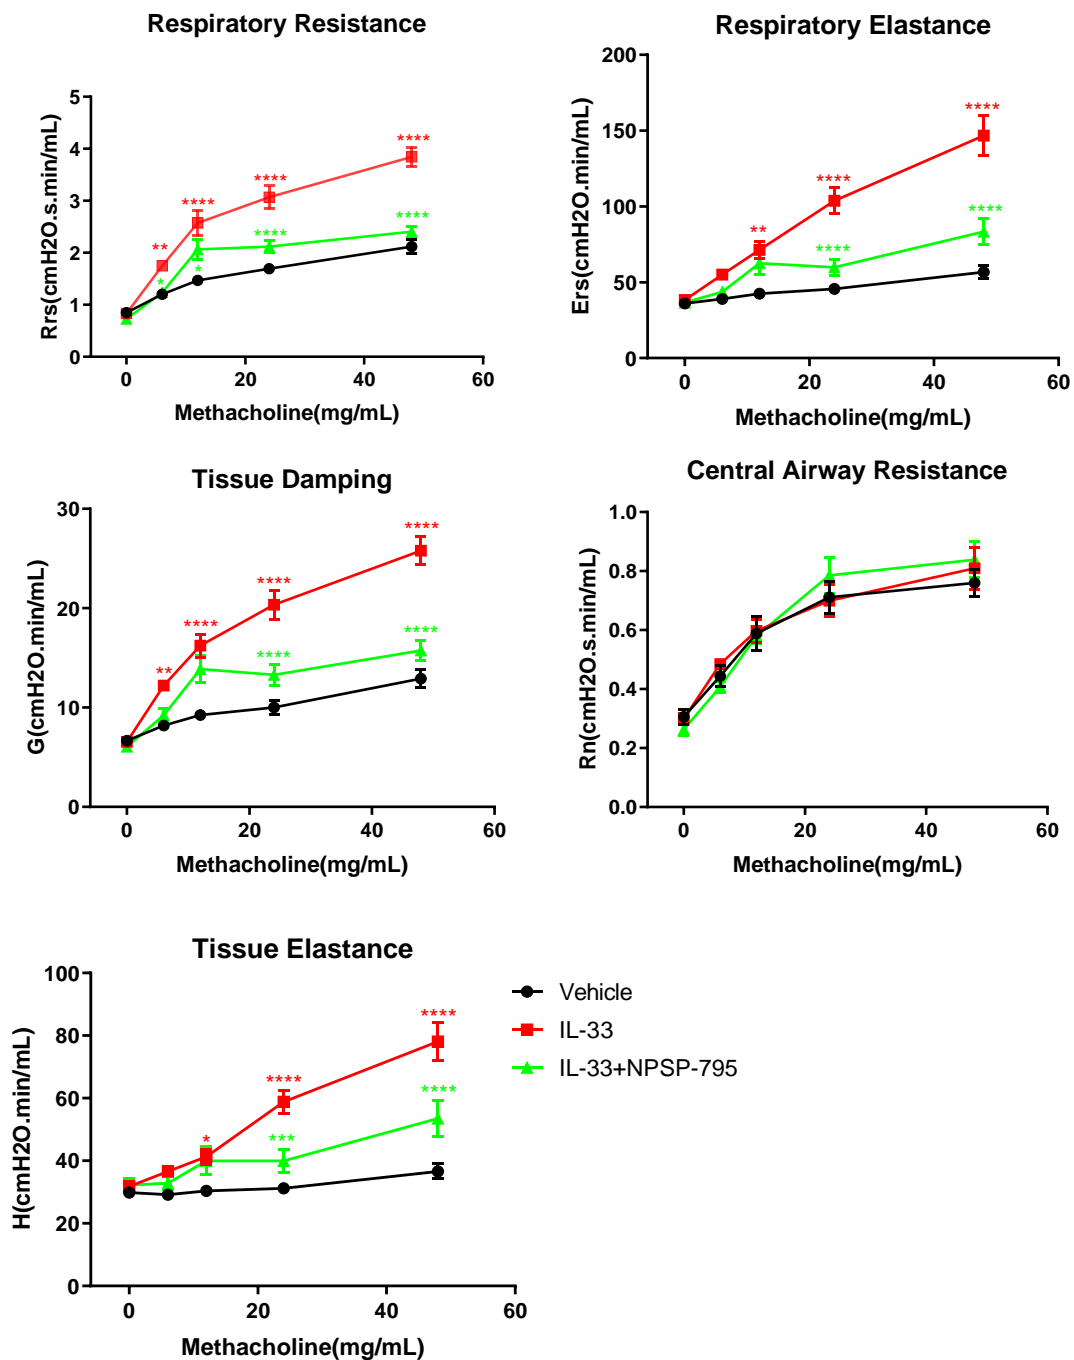 Respiratory Resistance
5
4
3
2
1
0
Rrs(cmH2O.s.min/mL)
**
****
****
****
*
*
****
****
0 20 40 60
Methacholine(mg/mL)
Respiratory Elastance
200
150
100
50
0
Ers(cmH2O.min/mL)
**
****
****
****
****
0 20 40 60
Methacholine(mg/mL)
Tissue Damping
30
20
10
0
G(cmH2O.min/mL)
**
****
****
****
****
****
0 20 40 60
Methacholine(mg/mL)
Central Airway Resistance
1.0
0.8
0.6
0.4
0.2
0.0
Rn(cmH2O.s.min/mL)
0 20 40 60
Methacholine(mg/mL)
Tissue Elastance
100
80
60
40
20
0
H(cmH2O.min/mL)
*
****
****
***
****
0 20 40 60
Methacholine(mg/mL)
Vehicle
IL-33
IL-33+NPSP-795